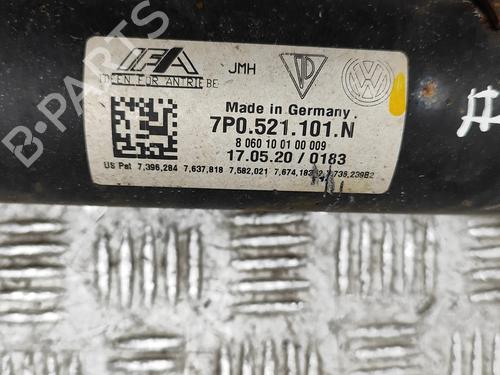 IFA
IDEEN FÜR ANTRIEBE
JMH
VW
Made in Germany
7P0.521.101.N
8 060 10 01 00 009
17.05.20 / 0183
US Pat 7,396,284 7,637,818 7,582,021
B-PARTS